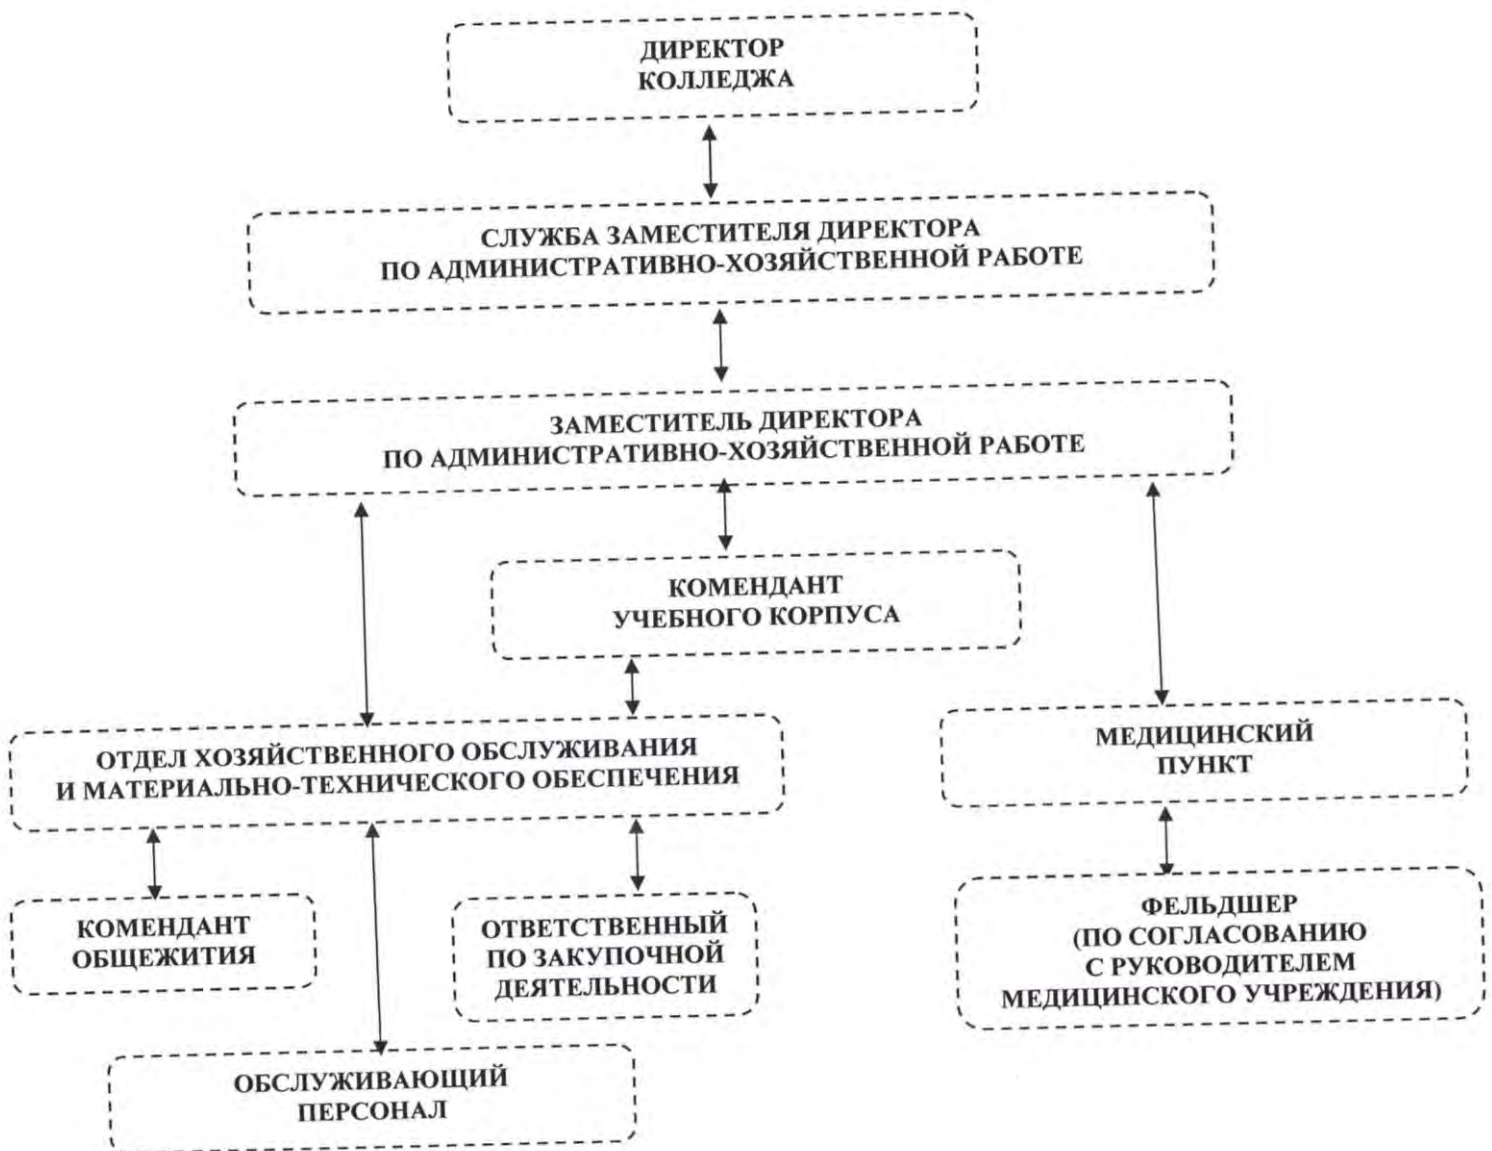 ДИРЕКТОР
КОЛЛЕДЖА
СЛУЖБА ЗАМЕСТИТЕЛЯ ДИРЕКТОРА
ПО АДМИНИСТРАТИВНО-ХОЗЯЙСТВЕННОЙ РАБОТЕ
ЗАМЕСТИТЕЛЬ ДИРЕКТОРА
ПО АДМИНИСТРАТИВНО-ХОЗЯЙСТВЕННОЙ РАБОТЕ
КОМЕНДАНТ
УЧЕБНОГО КОРПУСА
ОТДЕЛ ХОЗЯЙСТВЕННОГО ОБСЛУЖИВАНИЯ
И МАТЕРИАЛЬНО-ТЕХНИЧЕСКОГО ОБЕСПЕЧЕНИЯ
МЕДИЦИНСКИЙ
ПУНКТ
КОМЕНДАНТ
ОБЩЕЖИТИЯ
ОТВЕТСТВЕННЫЙ
ПО ЗАКУПОЧНОЙ
ДЕЯТЕЛЬНОСТИ
ФЕЛЬДШЕР
(ПО СОГЛАСОВАНИЮ
С РУКОВОДИТЕЛЕМ
МЕДИЦИНСКОГО УЧРЕЖДЕНИЯ)
ОБСЛУЖИВАЮЩИЙ
ПЕРСОНАЛ